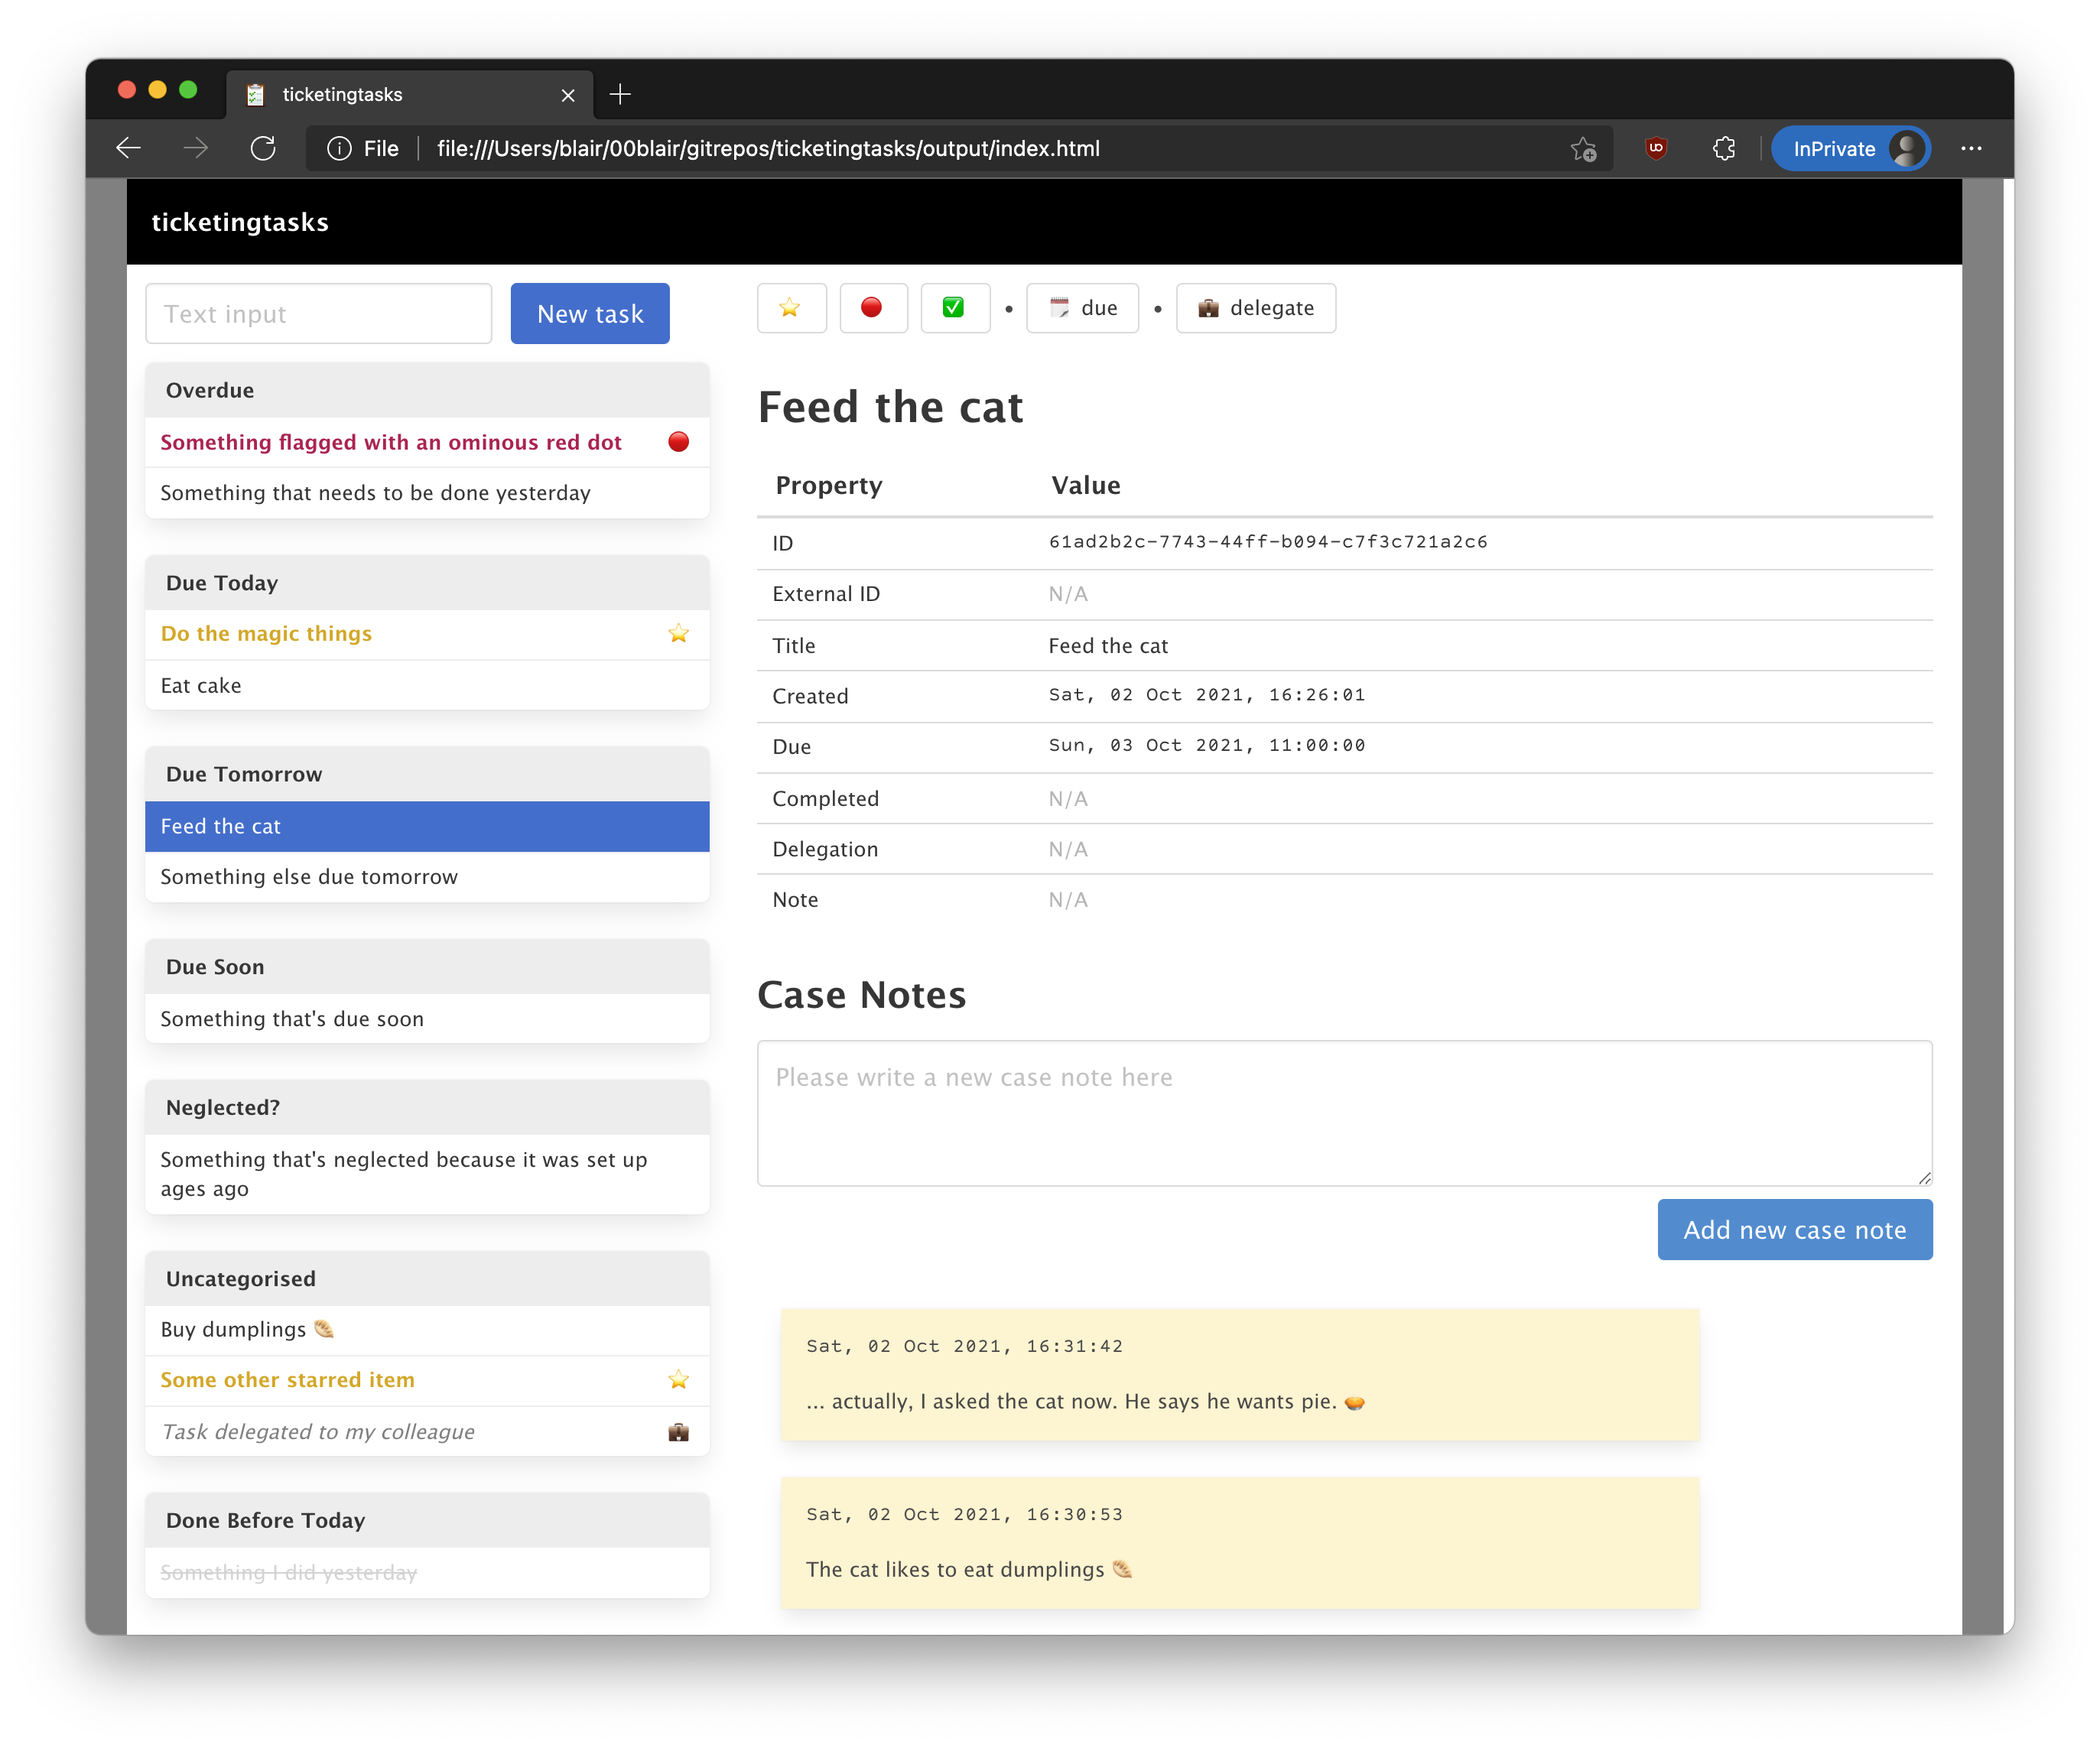 ticketingtasks
File
file:///Users/blair/00blair/gitrepos/ticketingtasks/output/index.html
InPrivate
ticketingtasks
Text input
New task
Overdue
Something flagged with an ominous red dot
Something that needs to be done yesterday
Due Today
Do the magic things
Eat cake
Due Tomorrow
Feed the cat
Something else due tomorrow
Due Soon
Something that's due soon
Neglected?
Something that's neglected because it was set up
ages ago
Uncategorised
Buy dumplings
Some other starred item
Task delegated to my colleague
Done Before Today
Something I did yesterday
• due • delegate
Feed the cat
Property Value
ID 61ad2b2c-7743-44ff-b094-c7f3c721a2c6
External ID N/A
Title Feed the cat
Created Sat, 02 Oct 2021, 16:26:01
Due Sun, 03 Oct 2021, 11:00:00
Completed N/A
Delegation N/A
Note N/A
Case Notes
Please write a new case note here
Add new case note
Sat, 02 Oct 2021, 16:31:42
... actually, I asked the cat now. He says he wants pie.
Sat, 02 Oct 2021, 16:30:53
The cat likes to eat dumplings